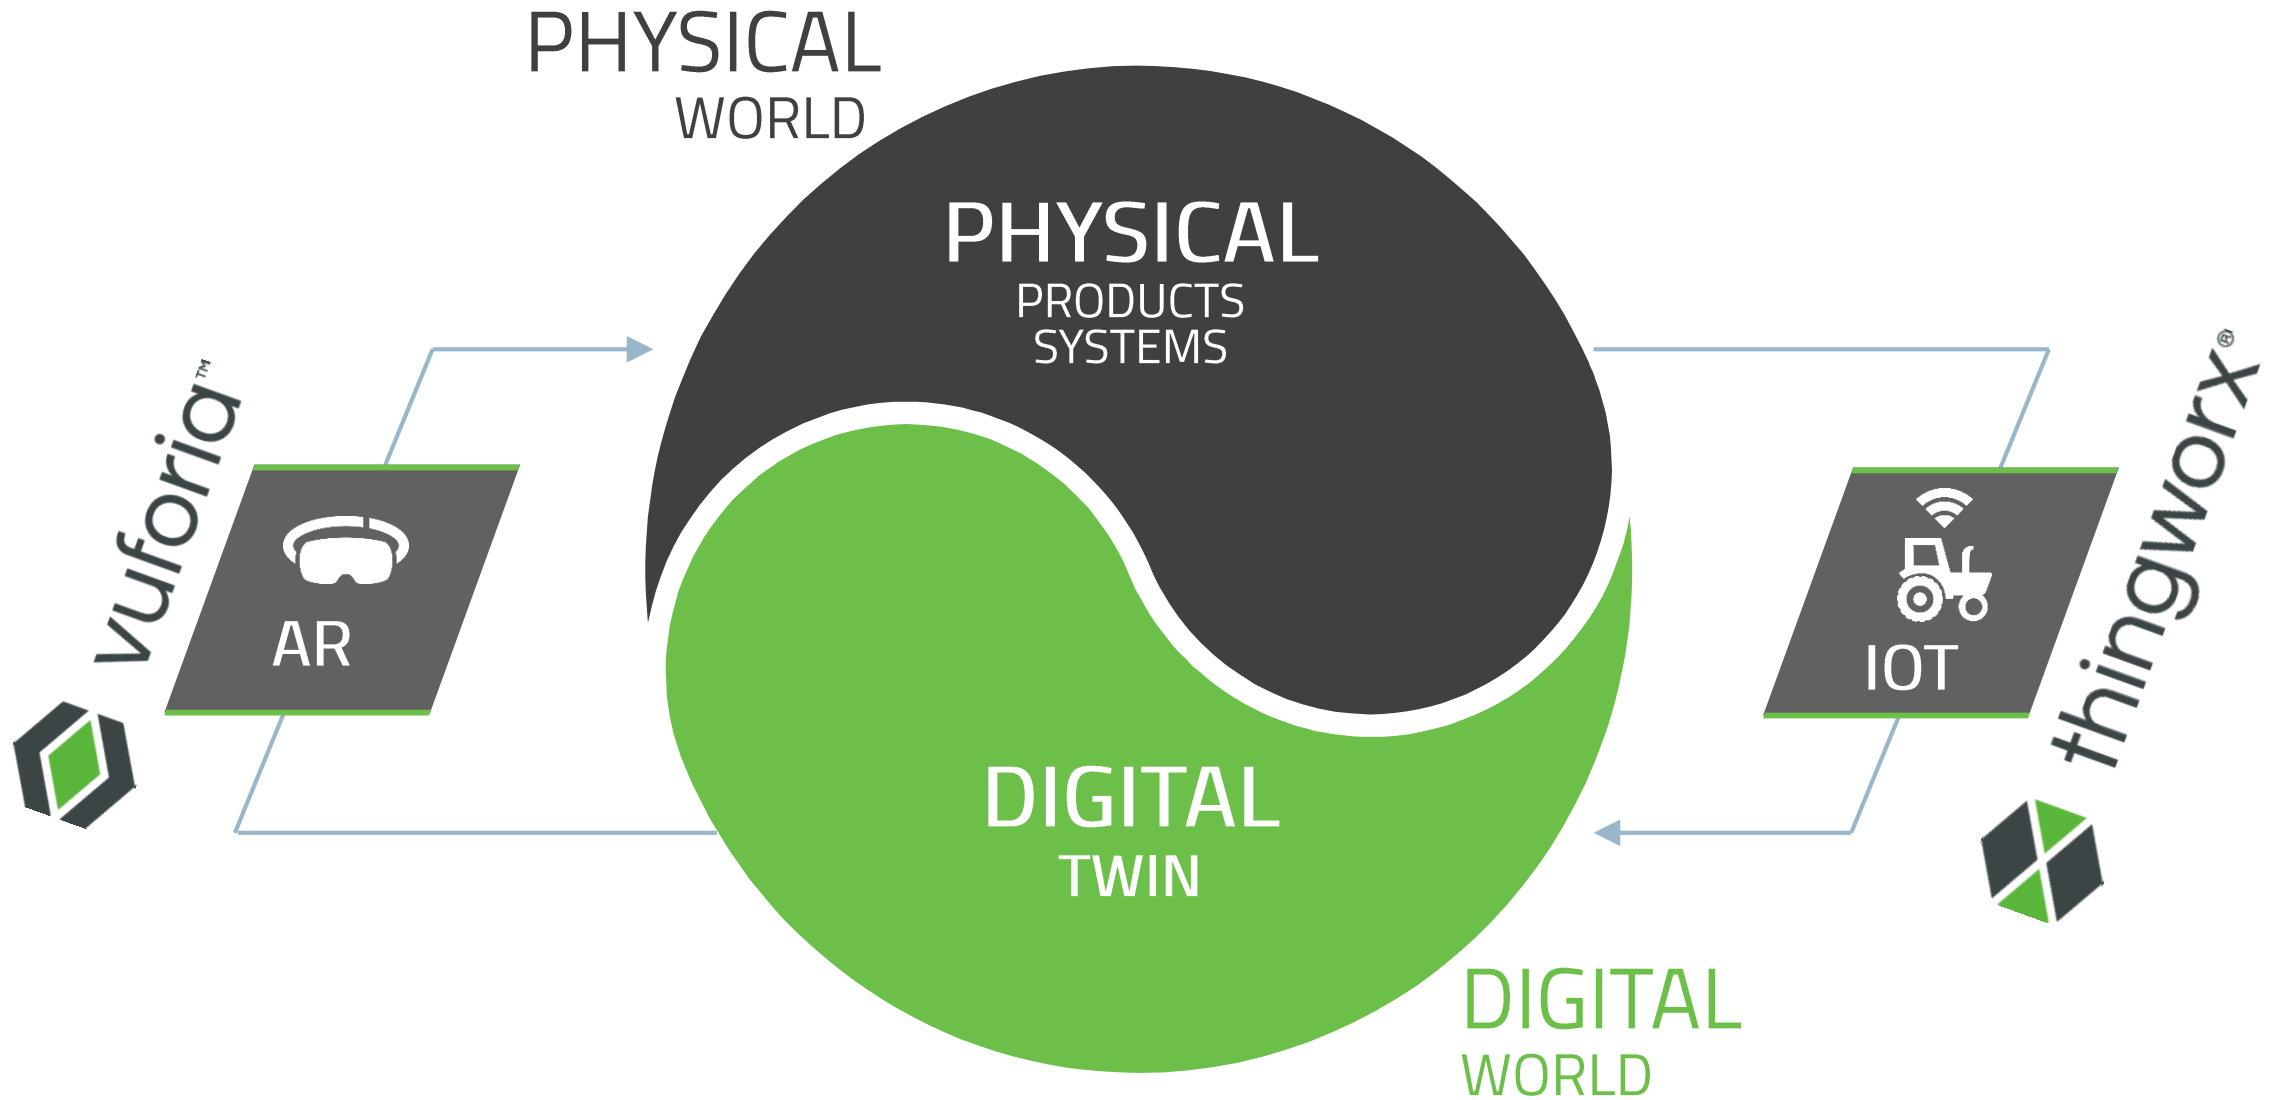 PHYSICAL
WORLD
PHYSICAL
PRODUCTS
SYSTEMS
vuforia™
AR
IOT
thingworx®
DIGITAL
TWIN
DIGITAL
WORLD